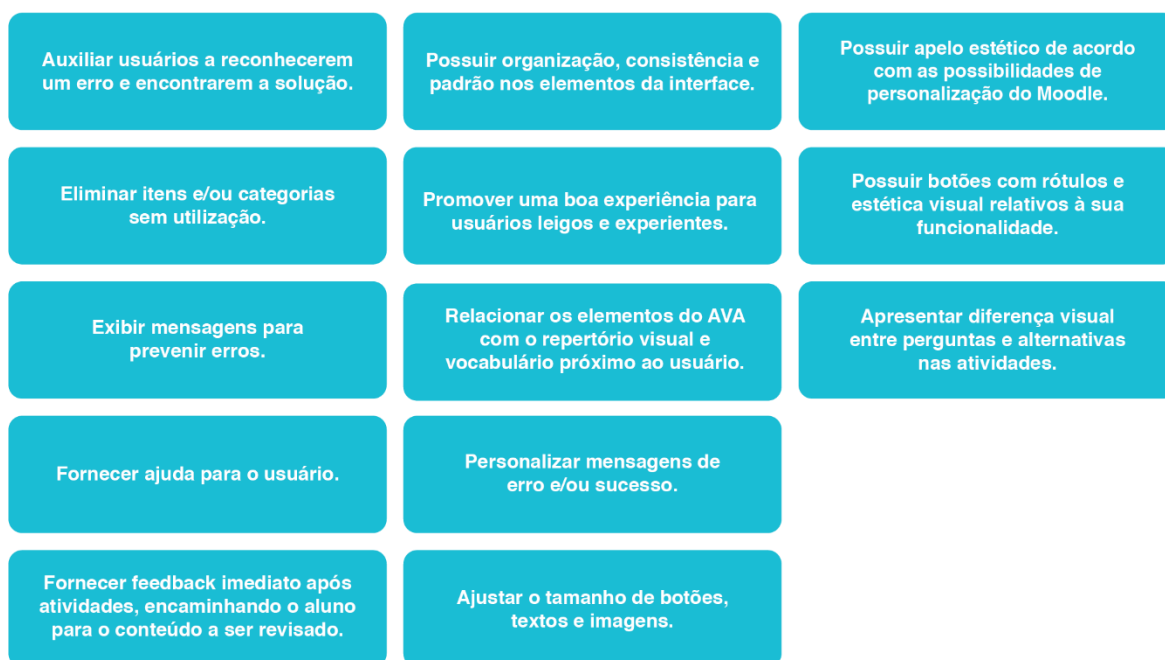 Auxiliar usuários a reconhecerem
um erro e encontrarem a solução.
Possuir organização, consistência e
padrão nos elementos da interface.
Possuir apelo estético de acordo
com as possibilidades de
personalização do Moodle.
Eliminar itens e/ou categorias
sem utilização.
Promover uma boa experiência para
usuários leigos e experientes.
Possuir botões com rótulos e
estética visual relativos à sua
funcionalidade.
Exibir mensagens para
prevenir erros.
Relacionar os elementos do AVA
com o repertório visual e
vocabulário próximo ao usuário.
Apresentar diferença visual
entre perguntas e alternativas
nas atividades.
Fornecer ajuda para o usuário.
Personalizar mensagens de
erro e/ou sucesso.
Fornecer feedback imediato após
atividades, encaminhando o aluno
para o conteúdo a ser revisado.
Ajustar o tamanho de botões,
textos e imagens.